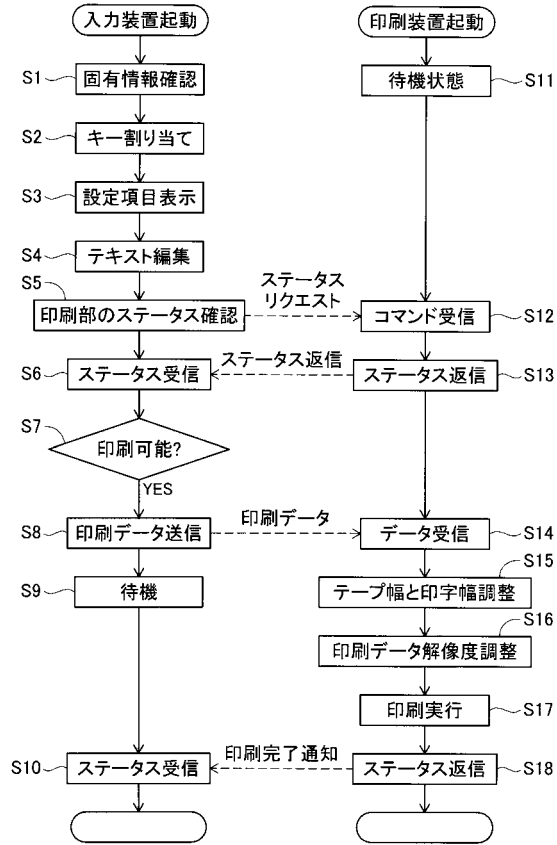 入力装置起動
印刷装置起動
S1
固有情報確認
待機状態
S11
S2
キー割り当て
S3
設定項目表示
S4
テキスト編集
S5
ステータス
リクエスト
印刷部のステータス確認
コマンド受信
S12
ステータス返信
S6
ステータス受信
ステータス返信
S13
S7
印刷可能?
YES
印刷データ
S8
印刷データ送信
データ受信
S14
S15
S9
待機
テープ幅と印字幅調整
S16
印刷データ解像度調整
印刷実行
S17
印刷完了通知
S10
ステータス受信
ステータス返信
S18